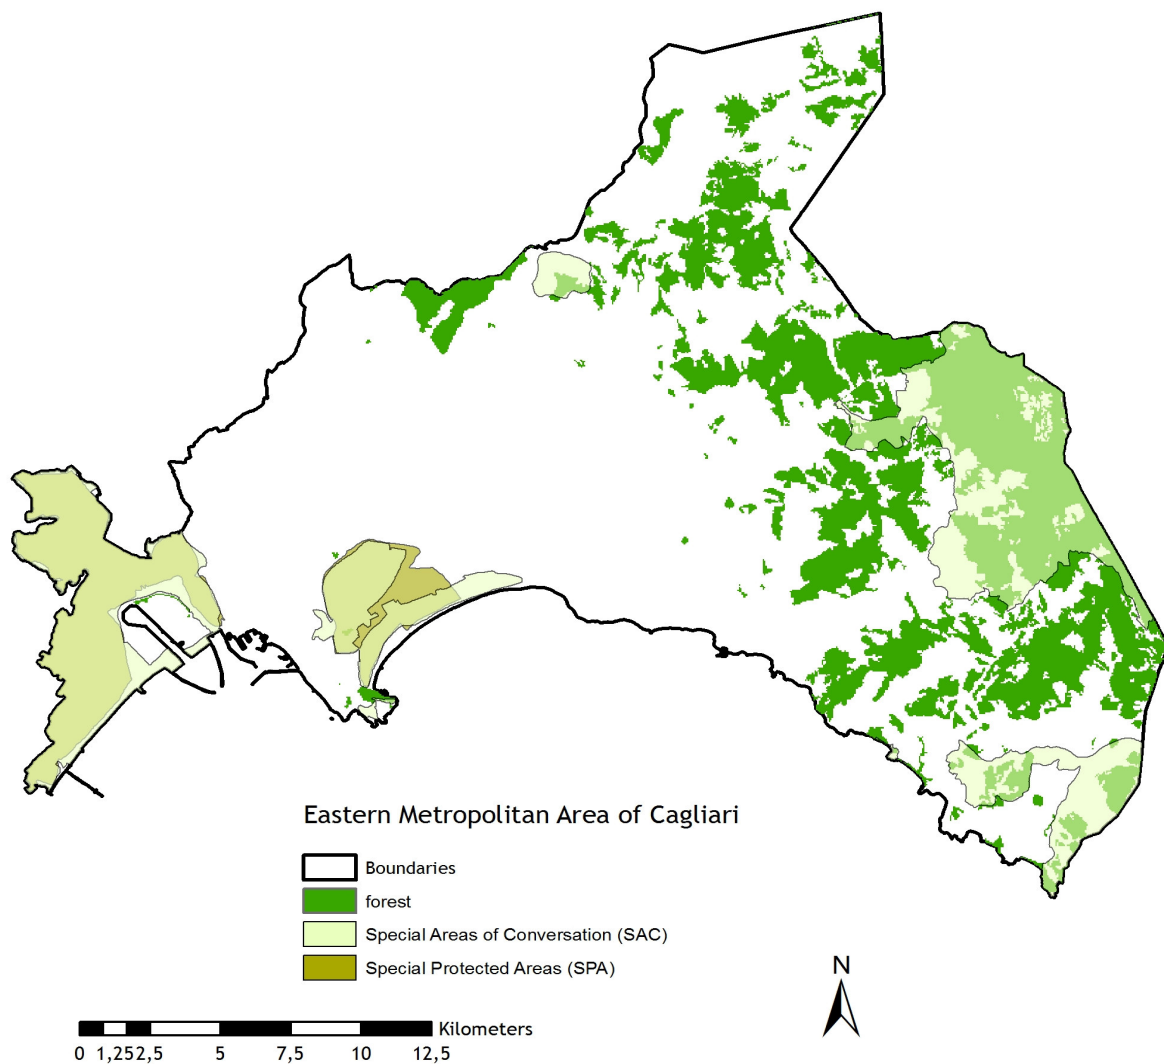 Eastern Metropolitan Area of Cagliari
Boundaries
forest
Special Areas of Conversation (SAC)
Special Protected Areas (SPA)
N
Kilometers
0 1,252,5 5 7,5 10 12,5